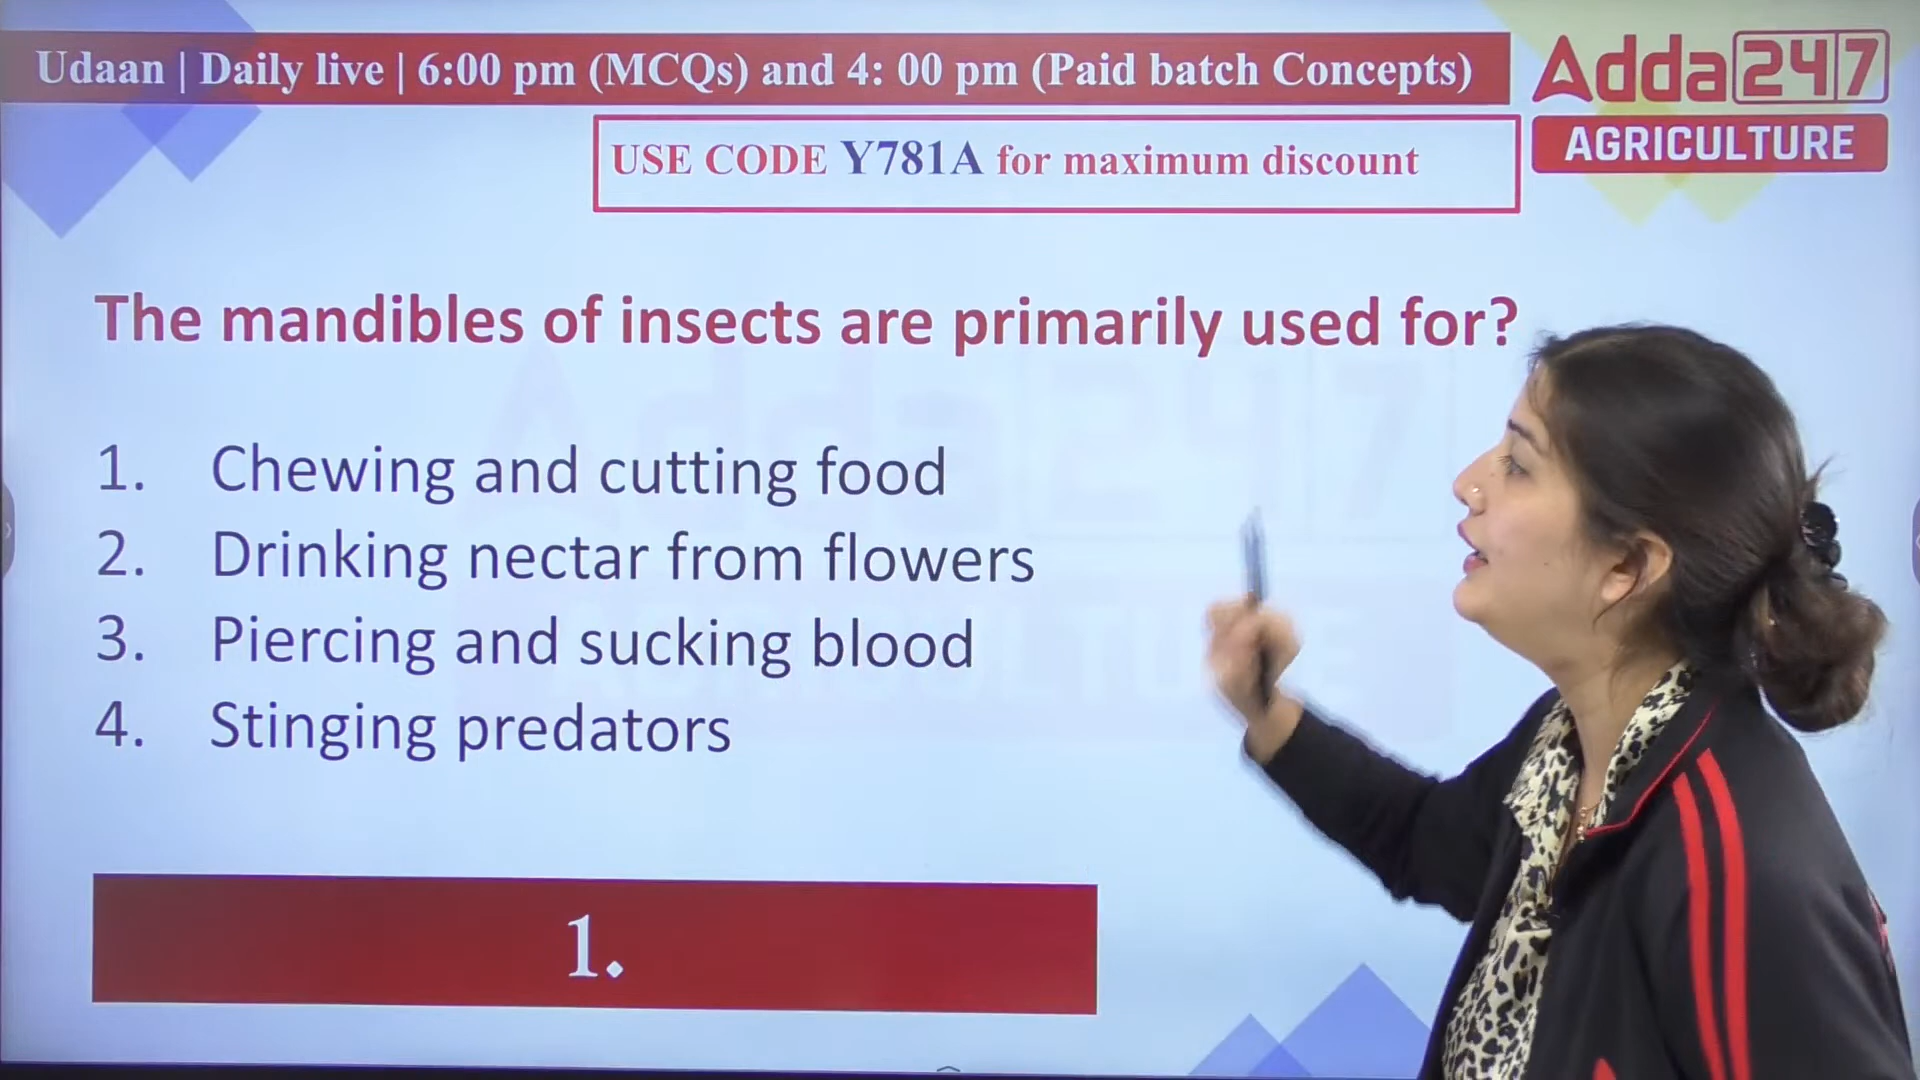 Udaan | Daily live | 6:00 pm (MCQs) and 4: 00 pm (Paid batch Concepts)
Adda247
AGRICULTURE
USE CODE Y781A for maximum discount
The mandibles of insects are primarily used for?
1. Chewing and cutting food
2. Drinking nectar from flowers
3. Piercing and sucking blood
4. Stinging predators
1.